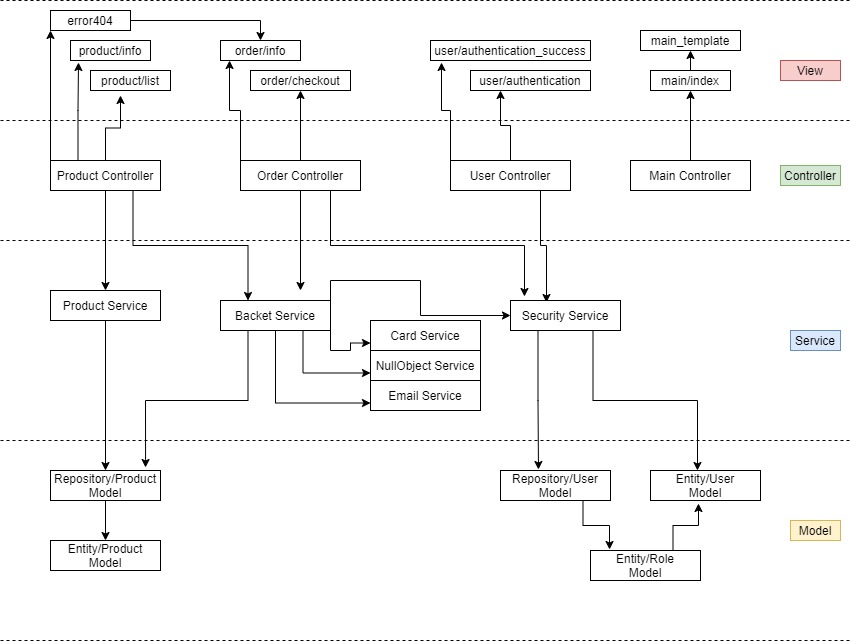 error404
product/info
order/info
user/authentication_success
main_template
product/list
order/checkout
user/authentication
main/index
View
Product Controller
Order Controller
User Controller
Main Controller
Controller
Product Service
Backet Service
Security Service
Card Service
NullObject Service
Email Service
Service
Repository/Product
Model
Repository/User
Model
Entity/User
Model
Entity/Product
Model
Entity/Role
Model
Model